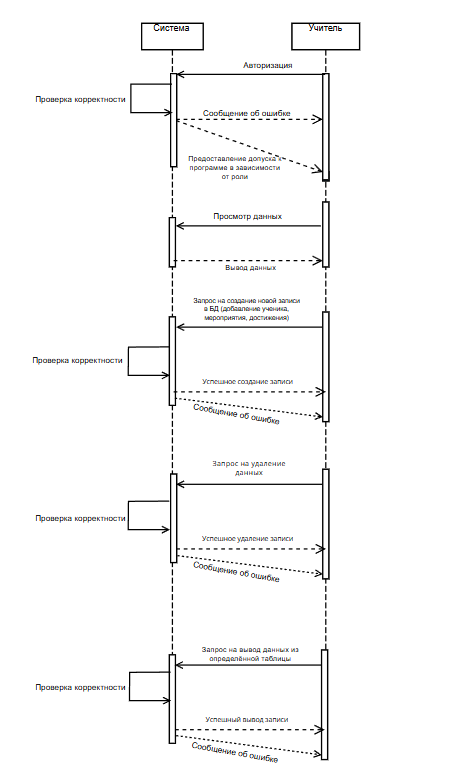 Система
Учитель
Авторизация
Проверка корректности
Сообщение об ошибке
Предоставление допуска к
программе в зависимости
от роли
Просмотр данных
Вывод данных
Запрос на создание новой записи
в БД (добавление ученика,
мероприятия, достижения)
Проверка корректности
Успешное создание записи
Сообщение об ошибке
Запрос на удаление
данных
Проверка корректности
Успешное удаление записи
Сообщение об ошибке
Запрос на вывод данных из
определённой таблицы
Проверка корректности
Успешный вывод записи
Сообщение об ошибке